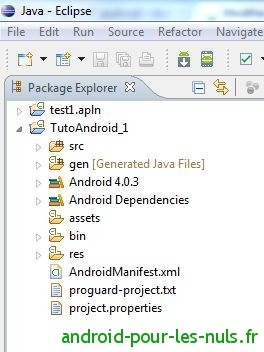 Java - Eclipse
File Edit Run Source Refactor Navigate
Package Explorer
test1.apln
TutoAndroid_1
src
gen [Generated Java Files]
Android 4.0.3
Android Dependencies
assets
bin
res
AndroidManifest.xml
proguard-project.txt
project.properties
android-pour-les-nuls.fr